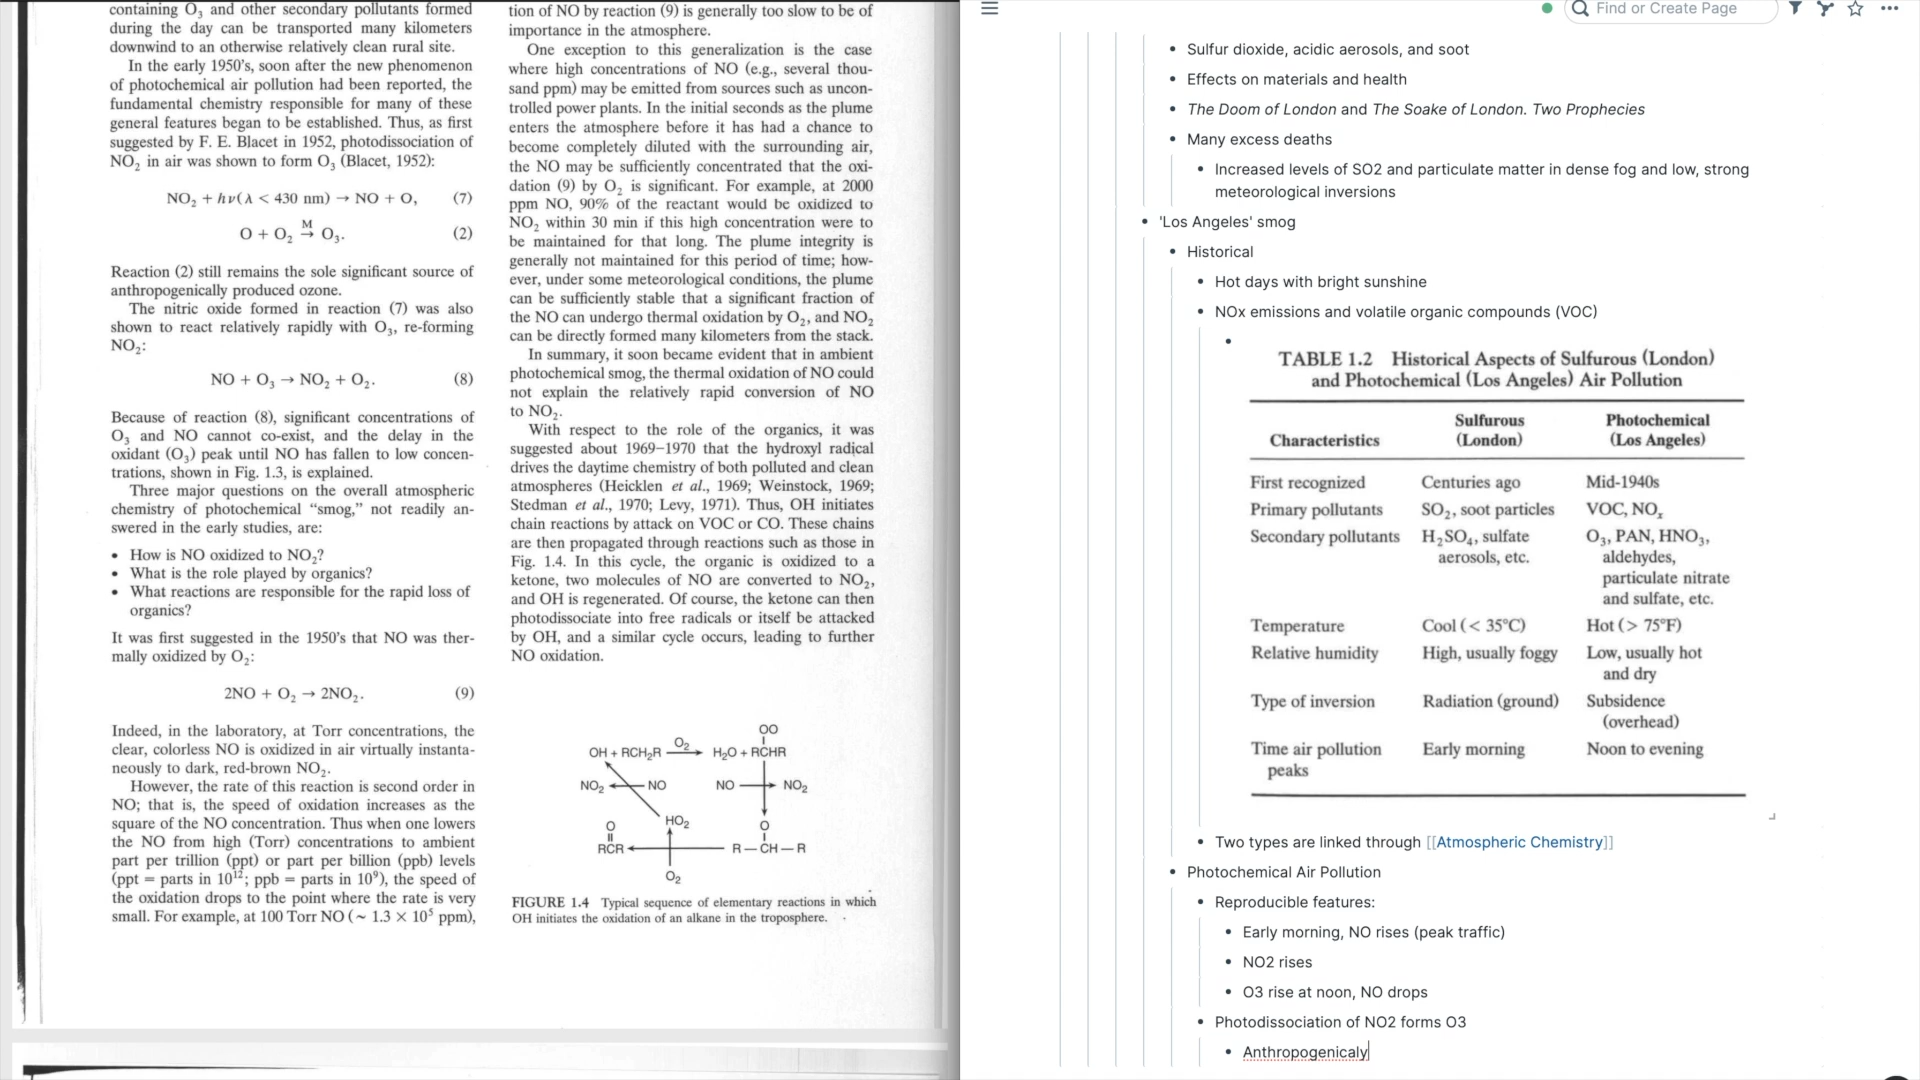 containing O₃ and other secondary pollutants formed
during the day can be transported many kilometers
downwind to an otherwise relatively clean rural site.
In the early 1950's, soon after the new phenomenon
of photochemical air pollution had been reported, the
fundamental chemistry responsible for many of these
general features began to be established. Thus, as first
suggested by F. E. Blacet in 1952, photodissociation of
NO₂ in air was shown to form O₃ (Blacet, 1952):
NO₂ + hν(λ < 430 nm) → NO + O, (7)
O + O₂ →ᴹ O₃. (2)
Reaction (2) still remains the sole significant source of
anthropogenically produced ozone.
The nitric oxide formed in reaction (7) was also
shown to react relatively rapidly with O₃, re-forming
NO₂:
NO + O₃ → NO₂ + O₂. (8)
Because of reaction (8), significant concentrations of
O₃ and NO cannot co-exist, and the delay in the
oxidant (O₃) peak until NO has fallen to low concen-
trations, shown in Fig. 1.3, is explained.
Three major questions on the overall atmospheric
chemistry of photochemical “smog,” not readily an-
swered in the early studies, are:
• How is NO oxidized to NO₂?
• What is the role played by organics?
• What reactions are responsible for the rapid loss of
organics?
It was first suggested in the 1950's that NO was ther-
mally oxidized by O₂:
2NO + O₂ → 2NO₂. (9)
Indeed, in the laboratory, at Torr concentrations, the
clear, colorless NO is oxidized in air virtually instanta-
neously to dark, red-brown NO₂.
However, the rate of this reaction is second order in
NO; that is, the speed of oxidation increases as the
square of the NO concentration. Thus when one lowers
the NO from high (Torr) concentrations to ambient
part per trillion (ppt) or part per billion (ppb) levels
(ppt = parts in 10¹²; ppb = parts in 10⁹), the speed of
the oxidation drops to the point where the rate is very
small. For example, at 100 Torr NO (~ 1.3 × 10⁵ ppm),
tion of NO by reaction (9) is generally too slow to be of
importance in the atmosphere.
One exception to this generalization is the case
where high concentrations of NO (e.g., several thou-
sand ppm) may be emitted from sources such as uncon-
trolled power plants. In the initial seconds as the plume
enters the atmosphere before it has had a chance to
become completely diluted with the surrounding air,
the NO may be sufficiently concentrated that the oxi-
dation (9) by O₂ is significant. For example, at 2000
ppm NO, 90% of the reactant would be oxidized to
NO₂ within 30 min if this high concentration were to
be maintained for that long. The plume integrity is
generally not maintained for this period of time; how-
ever, under some meteorological conditions, the plume
can be sufficiently stable that a significant fraction of
the NO can undergo thermal oxidation by O₂, and NO₂
can be directly formed many kilometers from the stack.
In summary, it soon became evident that in ambient
photochemical smog, the thermal oxidation of NO could
not explain the relatively rapid conversion of NO
to NO₂.
With respect to the role of the organics, it was
suggested about 1969–1970 that the hydroxyl radical
drives the daytime chemistry of both polluted and clean
atmospheres (Heicklen et al., 1969; Weinstock, 1969;
Stedman et al., 1970; Levy, 1971). Thus, OH initiates
chain reactions by attack on VOC or CO. These chains
are then propagated through reactions such as those in
Fig. 1.4. In this cycle, the organic is oxidized to a
ketone, two molecules of NO are converted to NO₂,
and OH is regenerated. Of course, the ketone can then
photodissociate into free radicals or itself be attacked
by OH, and a similar cycle occurs, leading to further
NO oxidation.
OO
OH + RCH₂R O₂ → H₂O + RCHR
NO₂ NO NO NO₂
O HO₂ O
RCR R – CH – R
O₂
FIGURE 1.4 Typical sequence of elementary reactions in which
OH initiates the oxidation of an alkane in the troposphere.
Find or Create Page
• Sulfur dioxide, acidic aerosols, and soot
• Effects on materials and health
• The Doom of London and The Soake of London. Two Prophecies
• Many excess deaths
• Increased levels of SO2 and particulate matter in dense fog and low, strong
meteorological inversions
• 'Los Angeles' smog
• Historical
• Hot days with bright sunshine
• NOx emissions and volatile organic compounds (VOC)
TABLE 1.2 Historical Aspects of Sulfurous (London)
and Photochemical (Los Angeles) Air Pollution
Sulfurous Photochemical
Characteristics (London) (Los Angeles)
First recognized Centuries ago Mid-1940s
Primary pollutants SO₂, soot particles VOC, NOₓ
Secondary pollutants H₂SO₄, sulfate O₃, PAN, HNO₃,
aerosols, etc. aldehydes,
particulate nitrate
and sulfate, etc.
Temperature Cool (< 35°C) Hot (> 75°F)
Relative humidity High, usually foggy Low, usually hot
and dry
Type of inversion Radiation (ground) Subsidence
(overhead)
Time air pollution Early morning Noon to evening
peaks
• Two types are linked through [[Atmospheric Chemistry]]
• Photochemical Air Pollution
• Reproducible features:
• Early morning, NO rises (peak traffic)
• NO2 rises
• O3 rise at noon, NO drops
• Photodissociation of NO2 forms O3
• Anthropogenicaly